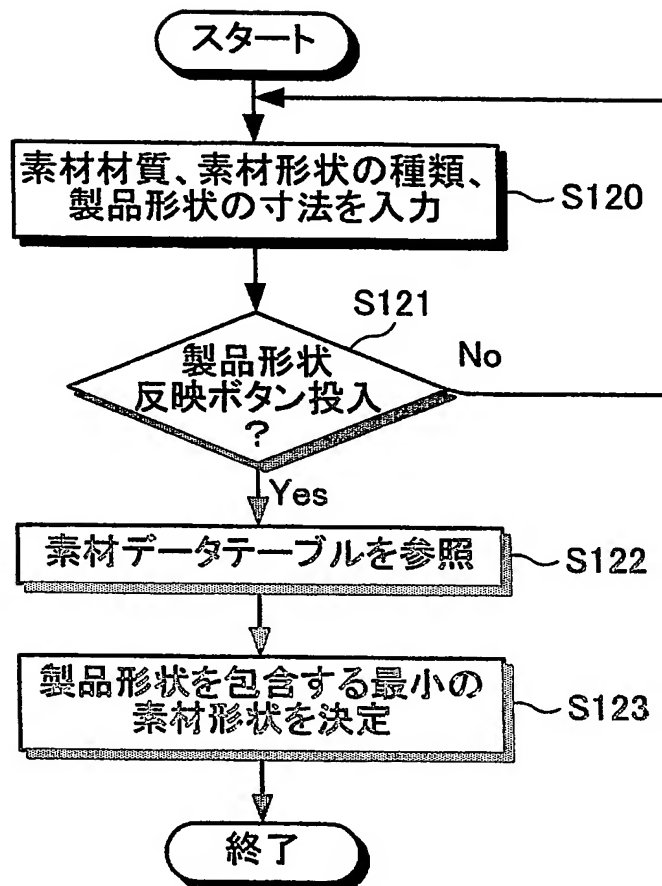 スタート
素材材質、素材形状の種類、
製品形状の寸法を入力
S120
S121
製品形状
反映ボタン投入
?
No
Yes
素材データテーブルを参照
S122
製品形状を包含する最小の
素材形状を決定
S123
終了